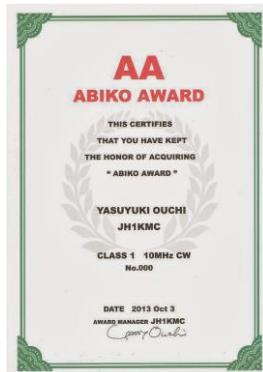 AA
ABIKO AWARD
THIS CERTIFIES
THAT YOU HAVE KEPT
THE HONOR OF ACQUIRING
" ABIKO AWARD "
YASUYUKI OUCHI
JH1KMC
CLASS 1 10MHz CW
No.000
DATE 2013 Oct 3
AWARD MANAGER JH1KMC